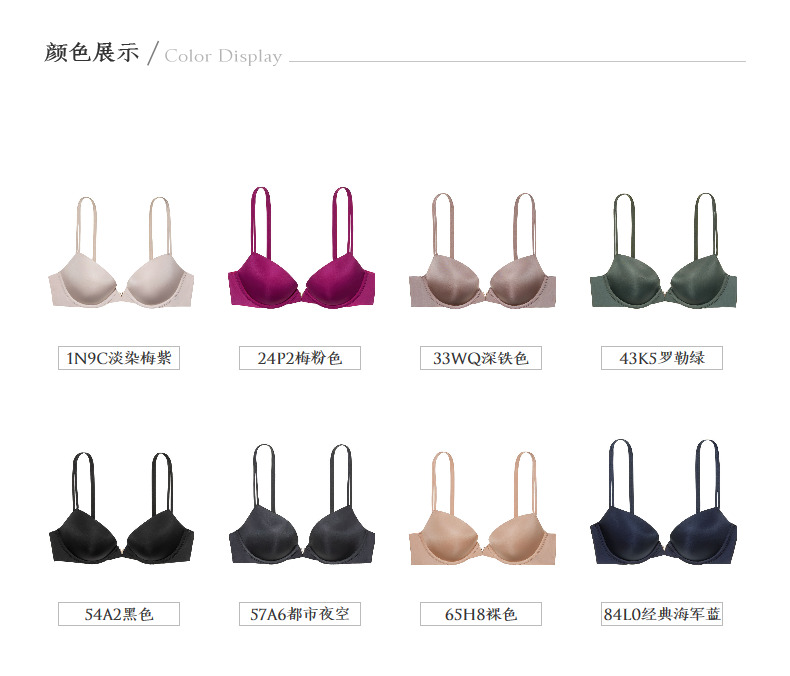 颜色展示 / Color Display
1N9C淡染梅紫
24P2梅粉色
33WQ深铁色
43K5罗勒绿
54A2黑色
57A6都市夜空
65H8裸色
84L0经典海军蓝